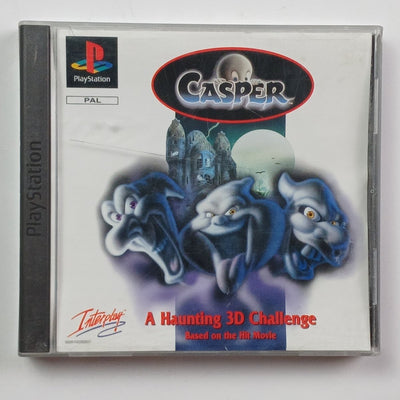 PlayStation
PAL
CASPER
PlayStation
Interplay
A Haunting 3D Challenge
Based on the Hit Movie